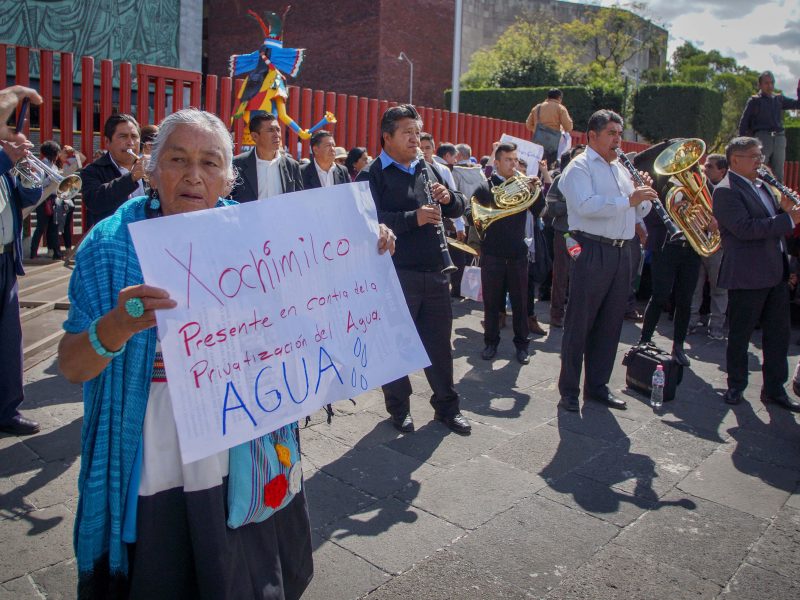 Xochimilco
Presente en contra de la
Privatización del Agua.
AGUA